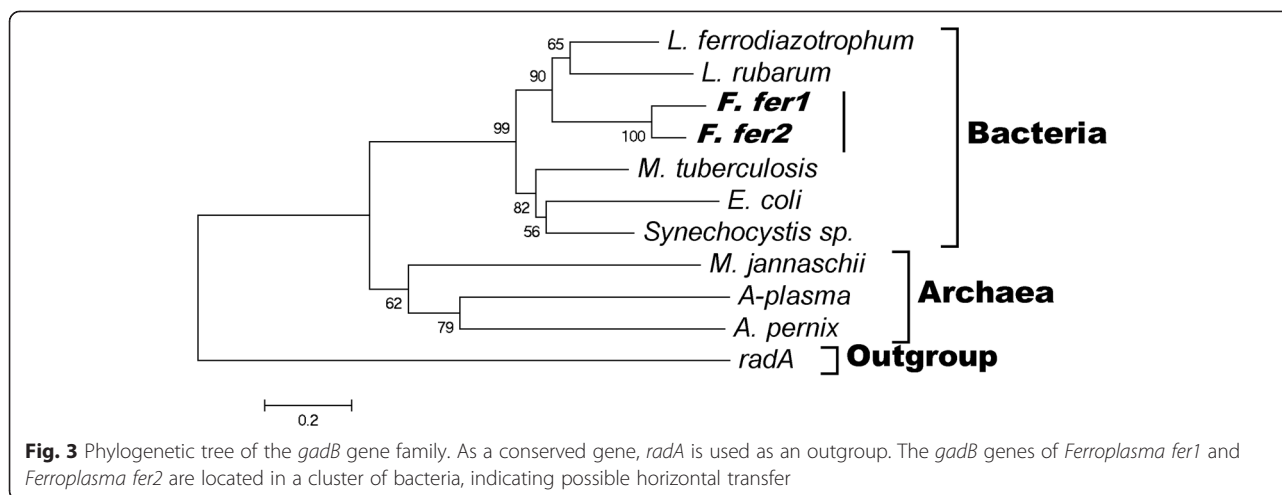 L. ferrodiazotrophum
65
L. rubarum
90
F. fer1
F. fer2
100
99
Bacteria
M. tuberculosis
82
E. coli
56
Synechocystis sp.
M. jannaschii
62
A-plasma
Archaea
79
A. pernix
radA
Outgroup
0.2
Fig. 3 Phylogenetic tree of the gadB gene family. As a conserved gene, radA is used as an outgroup. The gadB genes of Ferroplasma fer1 and
Ferroplasma fer2 are located in a cluster of bacteria, indicating possible horizontal transfer